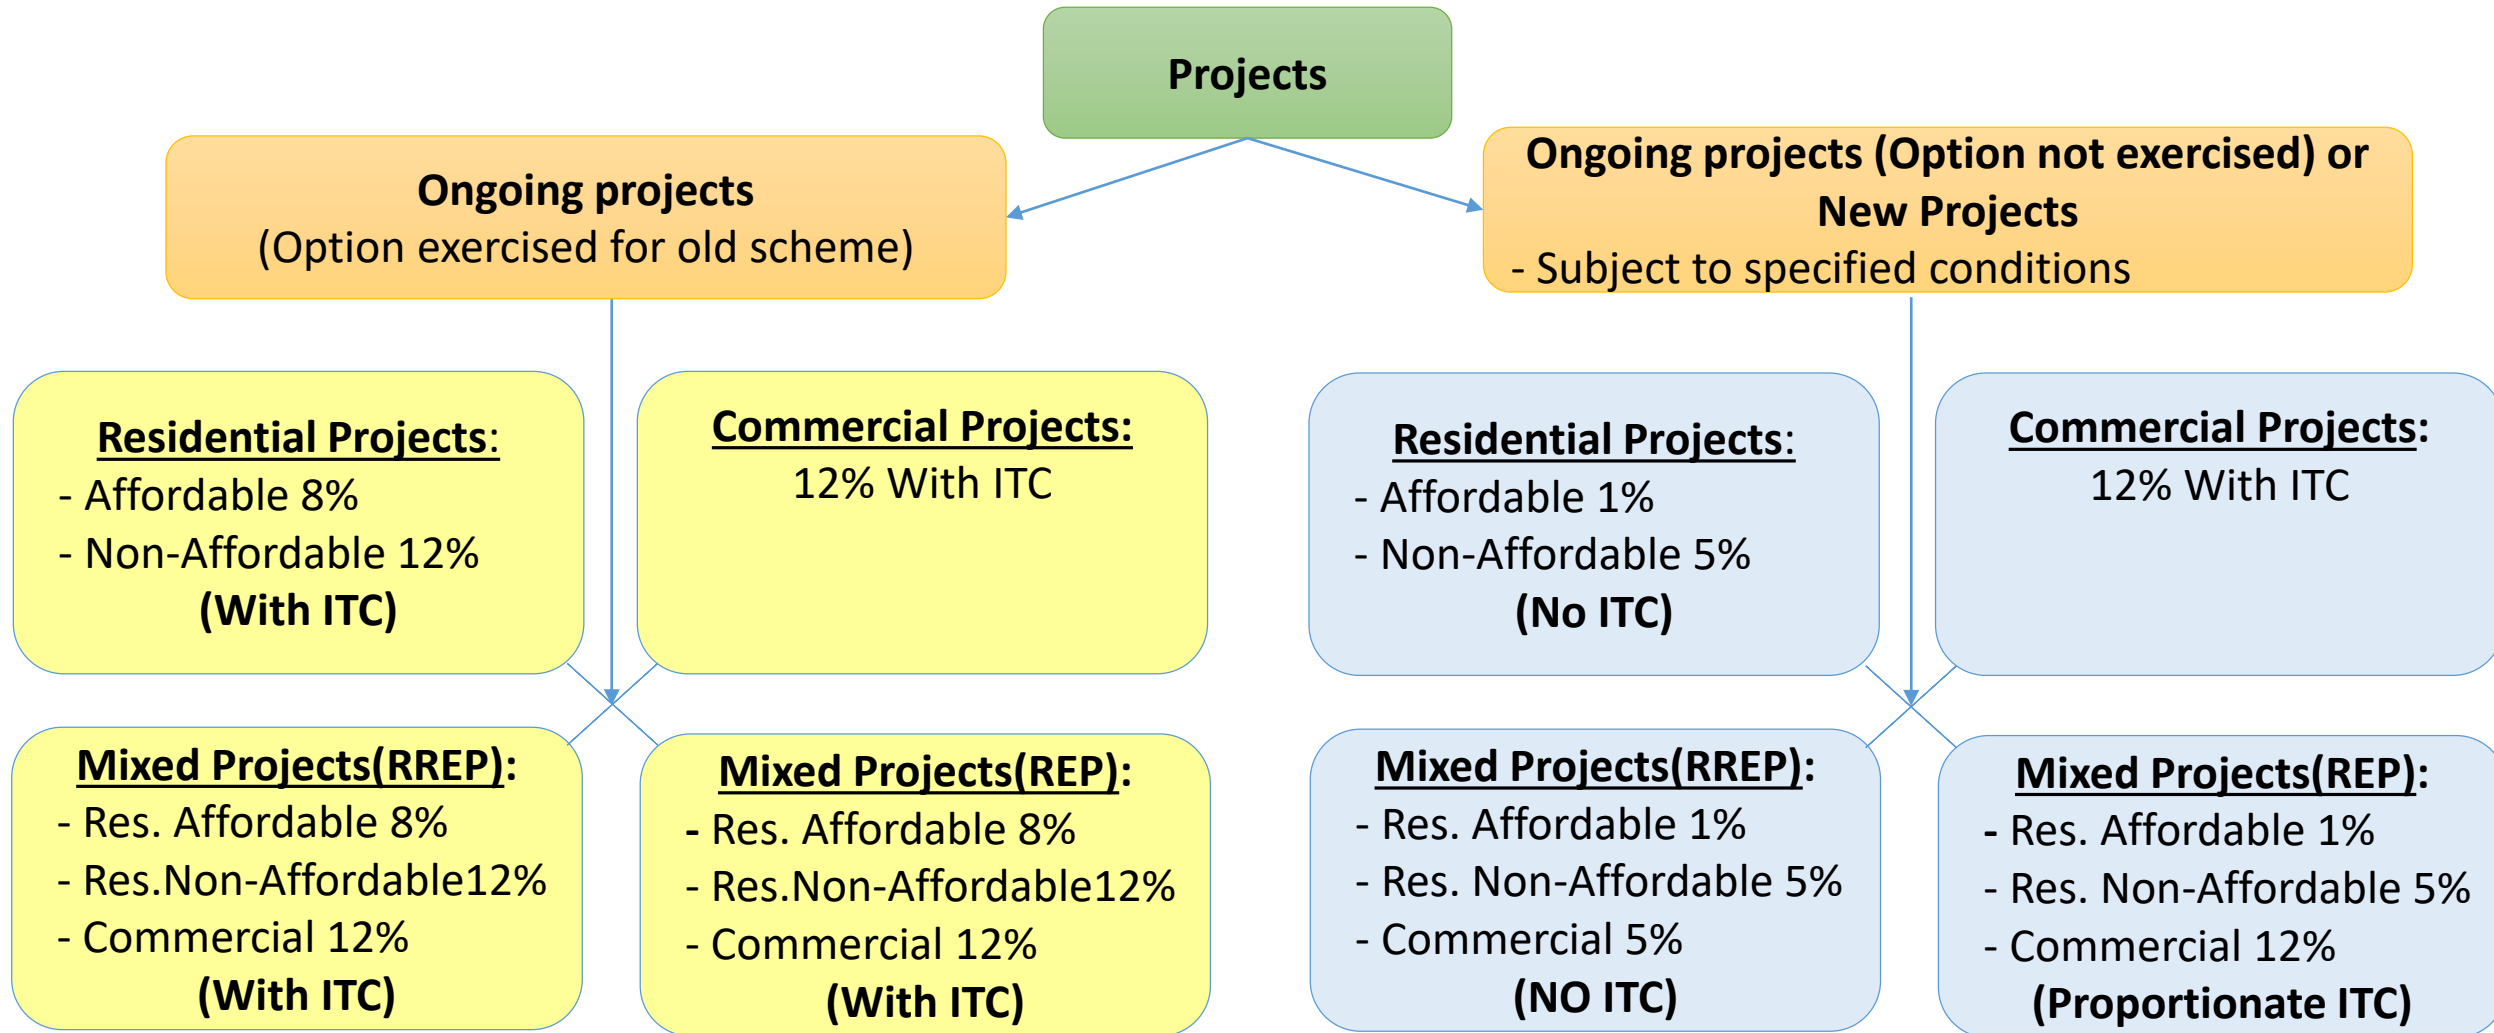 Projects
Ongoing projects
(Option exercised for old scheme)
Ongoing projects (Option not exercised) or
New Projects
- Subject to specified conditions
Residential Projects:
- Affordable 8%
- Non-Affordable 12%
(With ITC)
Commercial Projects:
12% With ITC
Mixed Projects(RREP):
- Res. Affordable 8%
- Res.Non-Affordable12%
- Commercial 12%
(With ITC)
Mixed Projects(REP):
- Res. Affordable 8%
- Res.Non-Affordable12%
- Commercial 12%
(With ITC)
Residential Projects:
- Affordable 1%
- Non-Affordable 5%
(No ITC)
Commercial Projects:
12% With ITC
Mixed Projects(RREP):
- Res. Affordable 1%
- Res. Non-Affordable 5%
- Commercial 5%
(NO ITC)
Mixed Projects(REP):
- Res. Affordable 1%
- Res. Non-Affordable 5%
- Commercial 12%
(Proportionate ITC)